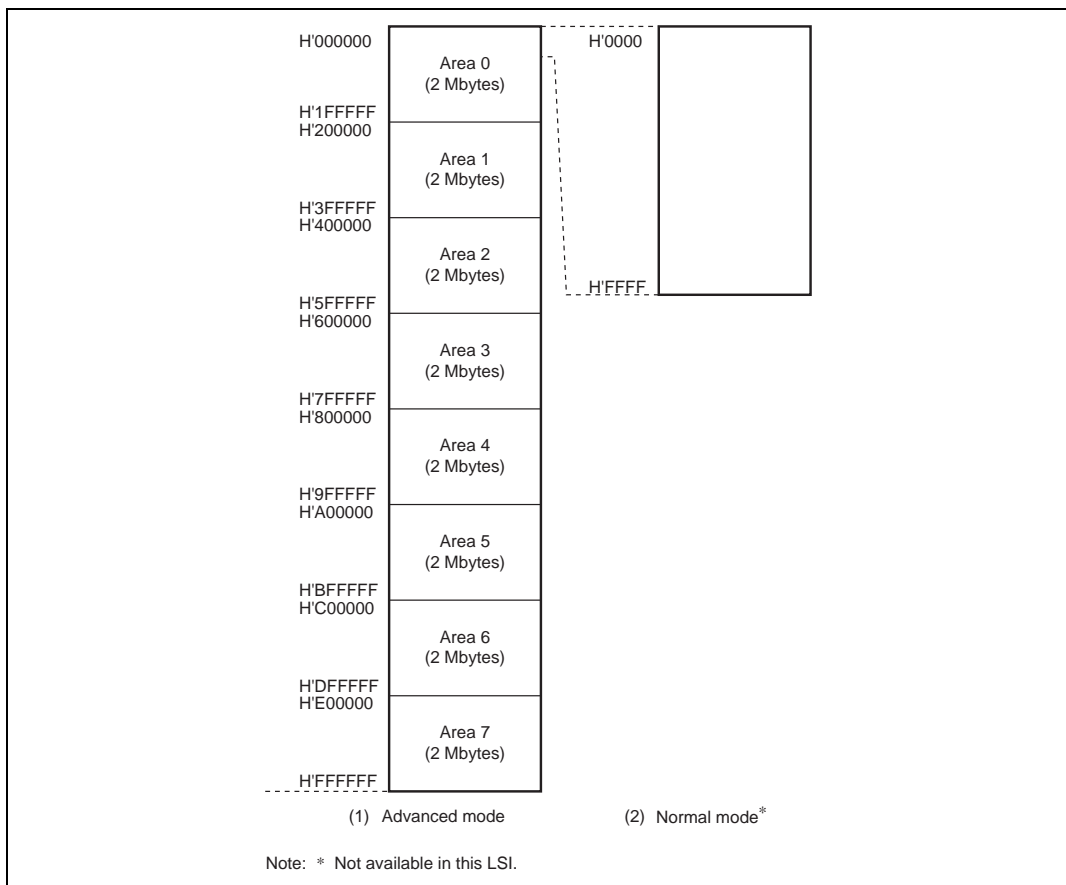 H'000000
Area 0
(2 Mbytes)
H'1FFFFF
H'200000
Area 1
(2 Mbytes)
H'3FFFFF
H'400000
Area 2
(2 Mbytes)
H'5FFFFF
H'600000
Area 3
(2 Mbytes)
H'7FFFFF
H'800000
Area 4
(2 Mbytes)
H'9FFFFF
H'A00000
Area 5
(2 Mbytes)
H'BFFFFF
H'C00000
Area 6
(2 Mbytes)
H'DFFFFF
H'E00000
Area 7
(2 Mbytes)
H'FFFFFF
(1) Advanced mode
H'0000
H'FFFF
(2) Normal mode*
Note: * Not available in this LSI.